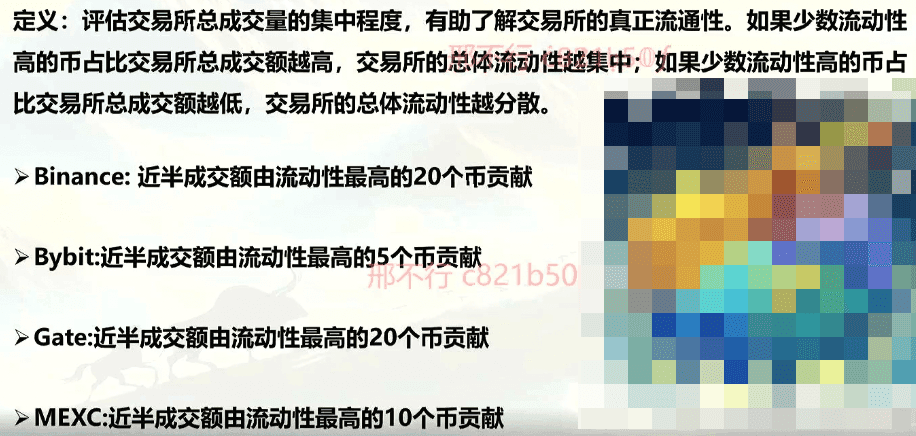 定义：评估交易所总成交量的集中程度，有助了解交易所的真正流通性。如果少数流动性
高的币占比交易所总成交额越高，交易所的总体流动性越集中；如果少数流动性高的币占
比交易所总成交额越低，交易所的总体流动性越分散。
邢不行 c821b50
➢Binance: 近半成交额由流动性最高的20个币贡献
➢Bybit:近半成交额由流动性最高的5个币贡献
邢不行 c821b50
➢Gate:近半成交额由流动性最高的20个币贡献
➢MEXC:近半成交额由流动性最高的10个币贡献